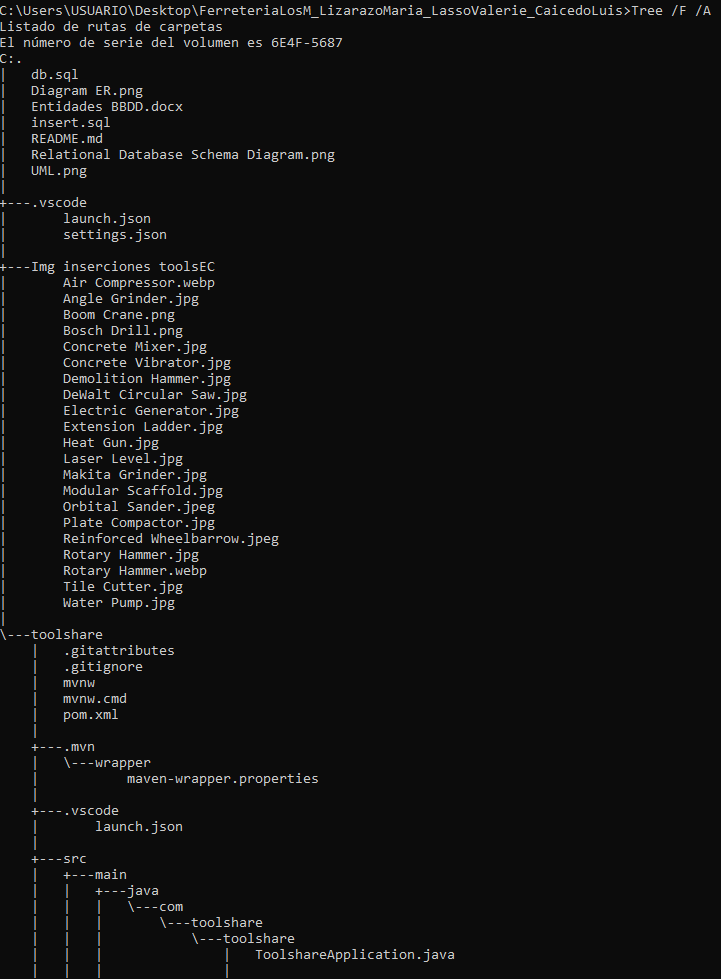 C:\Users\USUARIO\Desktop\FerreteriaLosM_LizarazoMaria_LassoValerie_CaicedoLuis>Tree /F /A
Listado de rutas de carpetas
El número de serie del volumen es 6E4F-5687
C:.
|   db.sql
|   Diagram ER.png
|   Entidades BBDD.docx
|   insert.sql
|   README.md
|   Relational Database Schema Diagram.png
|   UML.png
|
+---.vscode
|       launch.json
|       settings.json
|
+---Img inserciones toolsEC
|       Air Compressor.webp
|       Angle Grinder.jpg
|       Boom Crane.png
|       Bosch Drill.png
|       Concrete Mixer.jpg
|       Concrete Vibrator.jpg
|       Demolition Hammer.jpg
|       DeWalt Circular Saw.jpg
|       Electric Generator.jpg
|       Extension Ladder.jpg
|       Heat Gun.jpg
|       Laser Level.jpg
|       Makita Grinder.jpg
|       Modular Scaffold.jpg
|       Orbital Sander.jpeg
|       Plate Compactor.jpg
|       Reinforced Wheelbarrow.jpeg
|       Rotary Hammer.jpg
|       Rotary Hammer.webp
|       Tile Cutter.jpg
|       Water Pump.jpg
|
\---toolshare
    |   .gitattributes
    |   .gitignore
    |   mvnw
    |   mvnw.cmd
    |   pom.xml
    |
    +---.mvn
    |   \---wrapper
    |           maven-wrapper.properties
    |
    +---.vscode
    |       launch.json
    |
    +---src
    |   +---main
    |   |   +---java
    |   |   |   \---com
    |   |   |       \---toolshare
    |   |   |           \---toolshare
    |   |   |               |   ToolshareApplication.java
    |   |   |               |